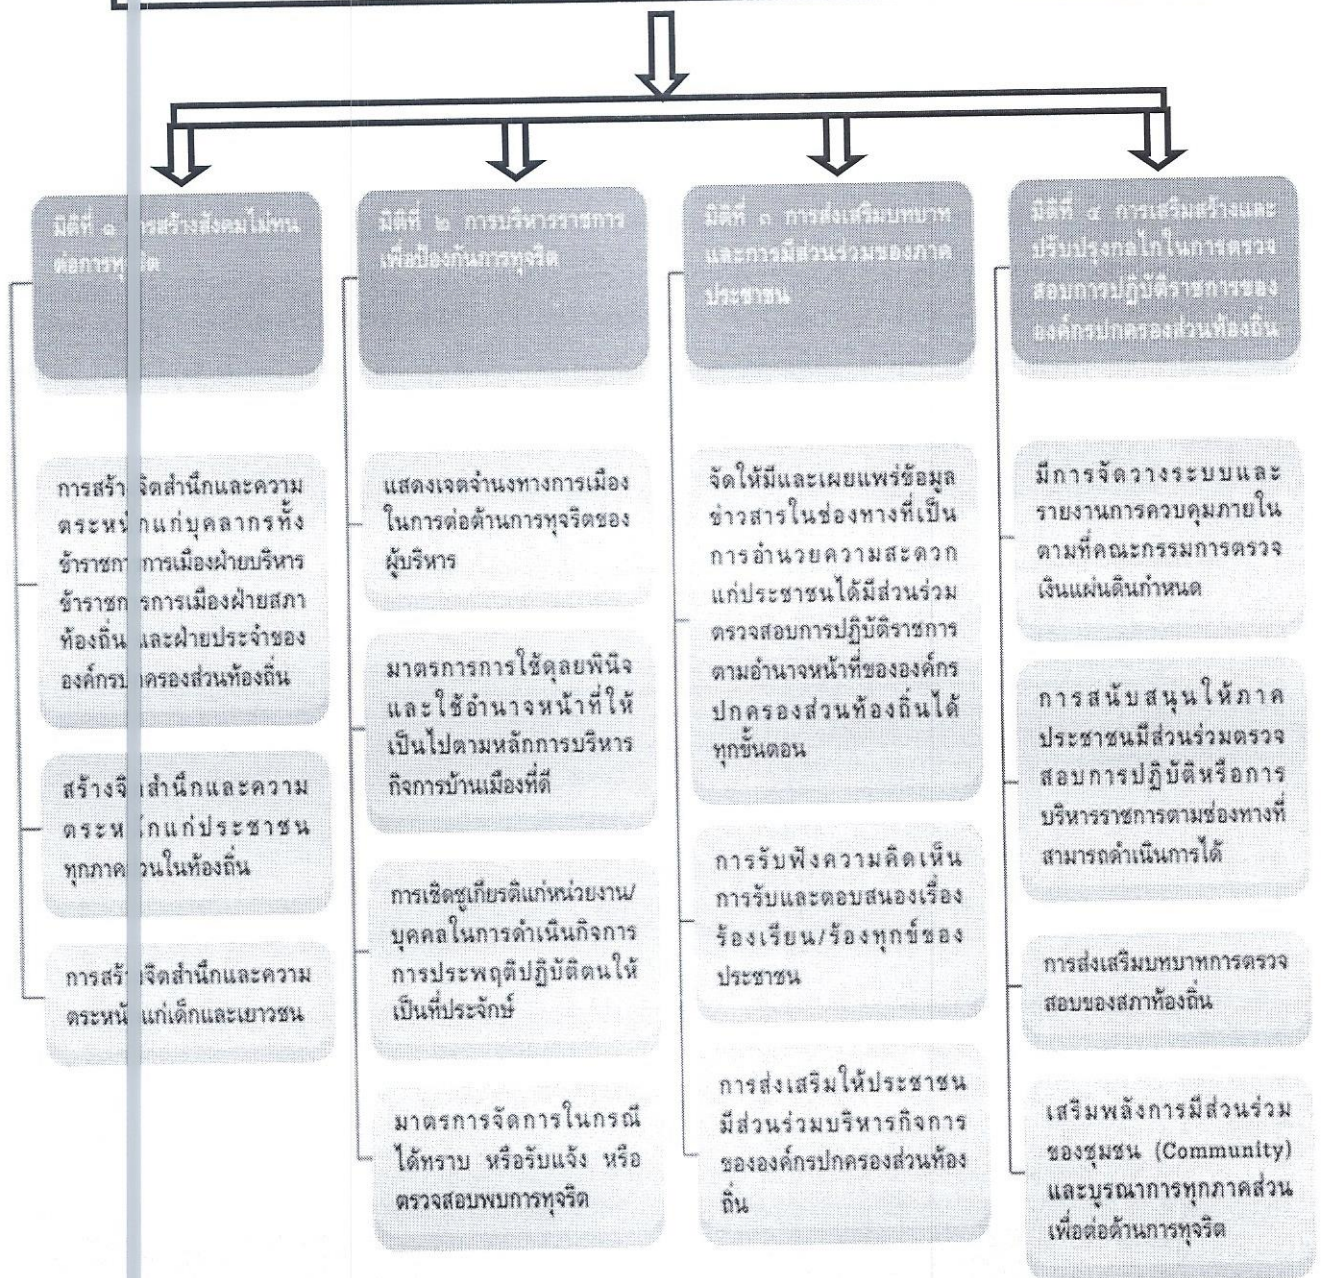 มิติที่ ๑ การสร้างสังคมไม่ทน
ต่อการทุจริต
การสร้างจิตสำนึกและความ
ตระหนักแก่บุคลากรทั้ง
ข้าราชการการเมืองฝ่ายบริหาร
ข้าราชการการเมืองฝ่ายสภา
ท้องถิ่น และฝ่ายประจำของ
องค์กรปกครองส่วนท้องถิ่น
สร้างจิตสำนึกและความ
ตระหนักแก่ประชาชน
ทุกภาคส่วนในท้องถิ่น
การสร้างจิตสำนึกและความ
ตระหนักแก่เด็กและเยาวชน
มิติที่ ๒ การบริหารราชการ
เพื่อป้องกันการทุจริต
แสดงเจตจำนงทางการเมือง
ในการต่อต้านการทุจริตของ
ผู้บริหาร
มาตรการการใช้ดุลยพินิจ
และใช้อำนาจหน้าที่ให้
เป็นไปตามหลักการบริหาร
กิจการบ้านเมืองที่ดี
การเชิดชูเกียรติแก่หน่วยงาน/
บุคคลในการดำเนินกิจการ
การประพฤติปฏิบัติตนให้
เป็นที่ประจักษ์
มาตรการจัดการในกรณี
ได้ทราบ หรือรับแจ้ง หรือ
ตรวจสอบพบการทุจริต
มิติที่ ๓ การส่งเสริมบทบาท
และการมีส่วนร่วมของภาค
ประชาชน
จัดให้มีและเผยแพร่ข้อมูล
ข่าวสารในช่องทางที่เป็น
การอำนวยความสะดวก
แก่ประชาชนได้มีส่วนร่วม
ตรวจสอบการปฏิบัติราชการ
ตามอำนาจหน้าที่ขององค์กร
ปกครองส่วนท้องถิ่นได้
ทุกขั้นตอน
การรับฟังความคิดเห็น
การรับและตอบสนองเรื่อง
ร้องเรียน/ร้องทุกข์ของ
ประชาชน
การส่งเสริมให้ประชาชน
มีส่วนร่วมบริหารกิจการ
ขององค์กรปกครองส่วนท้อง
ถิ่น
มิติที่ ๔ การเสริมสร้างและ
ปรับปรุงกลไกในการตรวจ
สอบการปฏิบัติราชการของ
องค์กรปกครองส่วนท้องถิ่น
มีการจัดวางระบบและ
รายงานการควบคุมภายใน
ตามที่คณะกรรมการตรวจ
เงินแผ่นดินกำหนด
การสนับสนุนให้ภาค
ประชาชนมีส่วนร่วมตรวจ
สอบการปฏิบัติหรือการ
บริหารราชการตามช่องทางที่
สามารถดำเนินการได้
การส่งเสริมบทบาทการตรวจ
สอบของสภาท้องถิ่น
เสริมพลังการมีส่วนร่วม
ของชุมชน (Community)
และบูรณาการทุกภาคส่วน
เพื่อต่อต้านการทุจริต